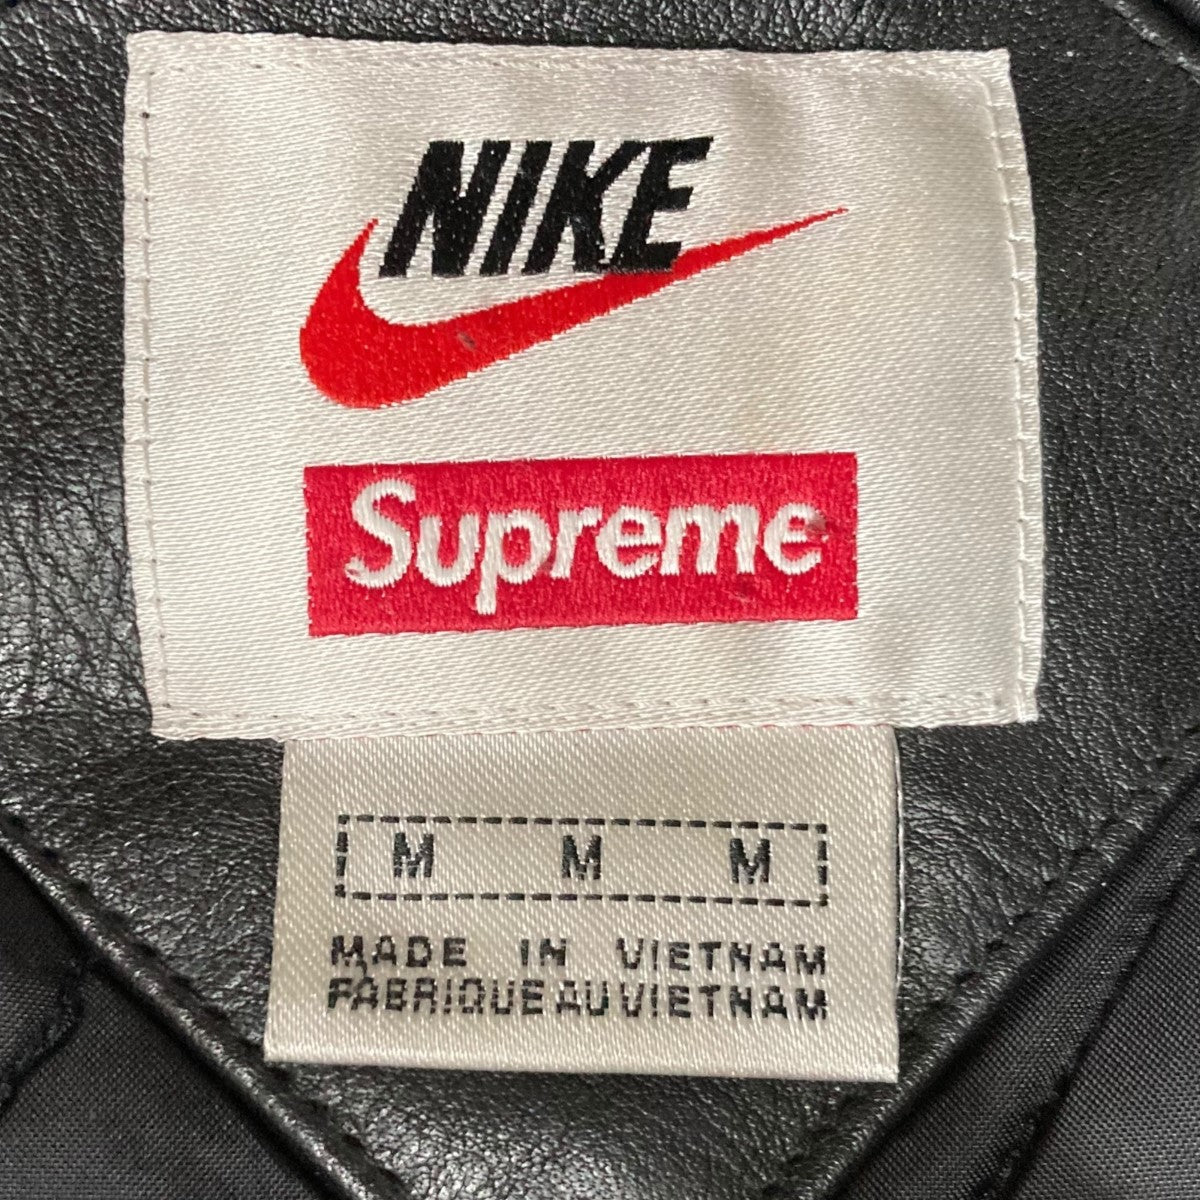 NIKE
Supreme
M M M
MADE IN VIETNAM
FABRIQUE AU VIETNAM